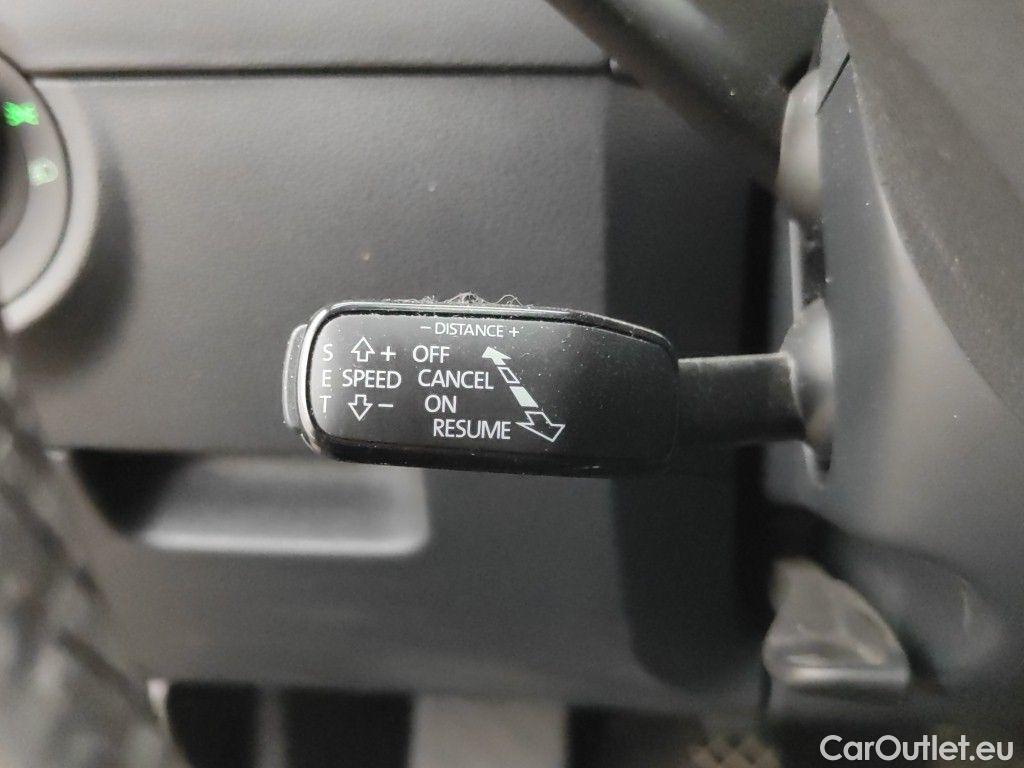 − DISTANCE +
S + OFF
E SPEED CANCEL
T − ON
RESUME
CarOutlet.eu